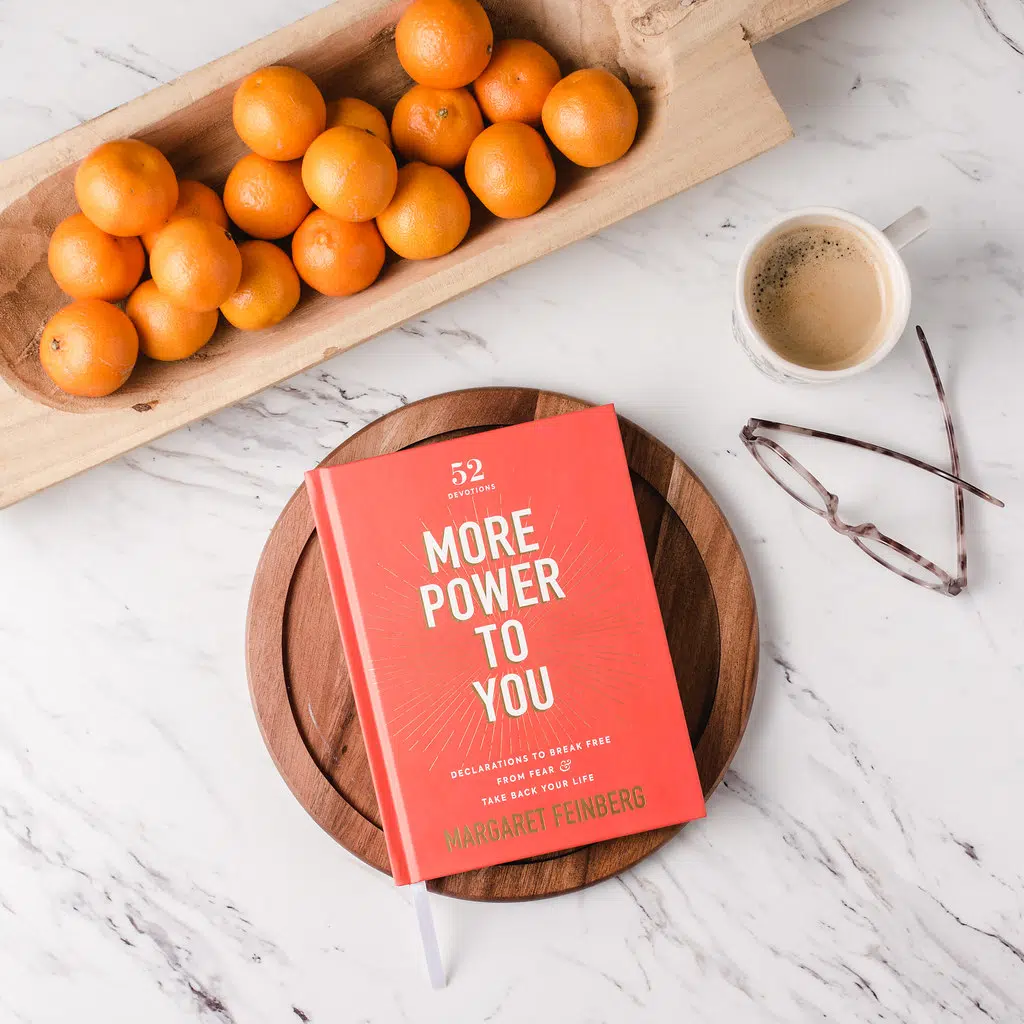 52
DEVOTIONS
MORE
POWER
TO
YOU
DECLARATIONS TO BREAK FREE
FROM FEAR &
TAKE BACK YOUR LIFE
MARGARET FEINBERG